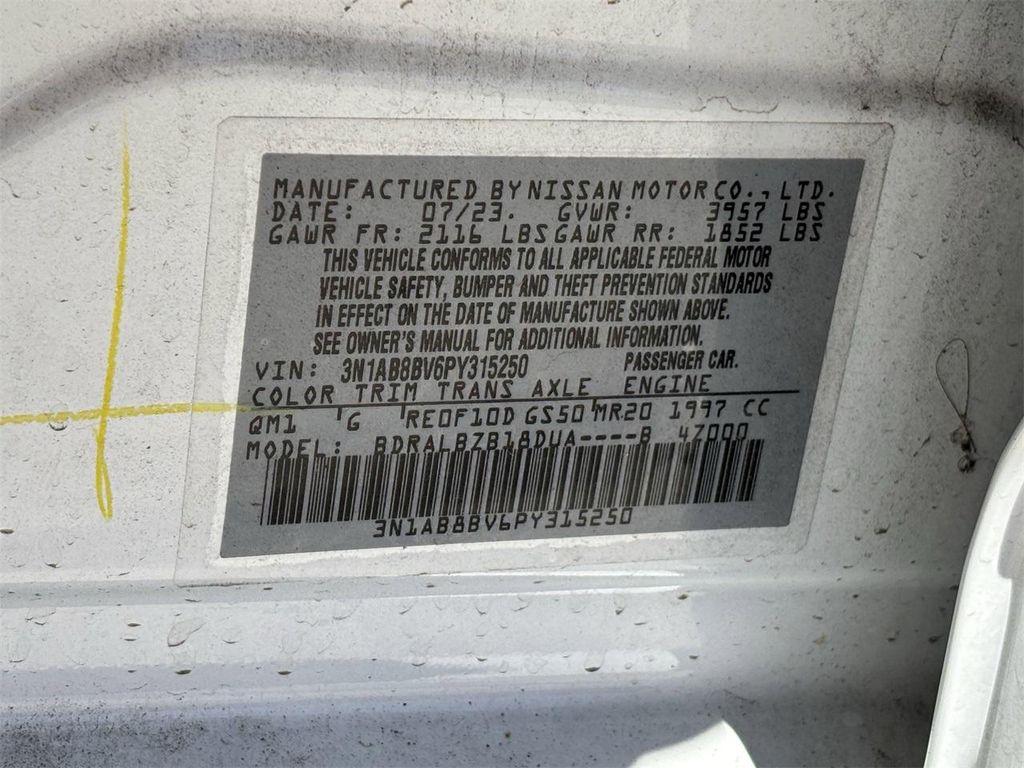 MANUFACTURED BY NISSAN MOTOR CO., LTD.
DATE: 07/23. GVWR: 3957 LBS
GAWR FR: 2116 LBS GAWR RR: 1852 LBS
THIS VEHICLE CONFORMS TO ALL APPLICABLE FEDERAL MOTOR
VEHICLE SAFETY, BUMPER AND THEFT PREVENTION STANDARDS
IN EFFECT ON THE DATE OF MANUFACTURE SHOWN ABOVE.
SEE OWNER'S MANUAL FOR ADDITIONAL INFORMATION.
VIN: 3N1AB8BV6PY315250 PASSENGER CAR.
COLOR TRIM TRANS AXLE ENGINE
QM1 'G 'RE0F10D GS50'MR20 1997 CC
MODEL: BDRALBZB18DUA----B 47000
3N1AB8BV6PY315250